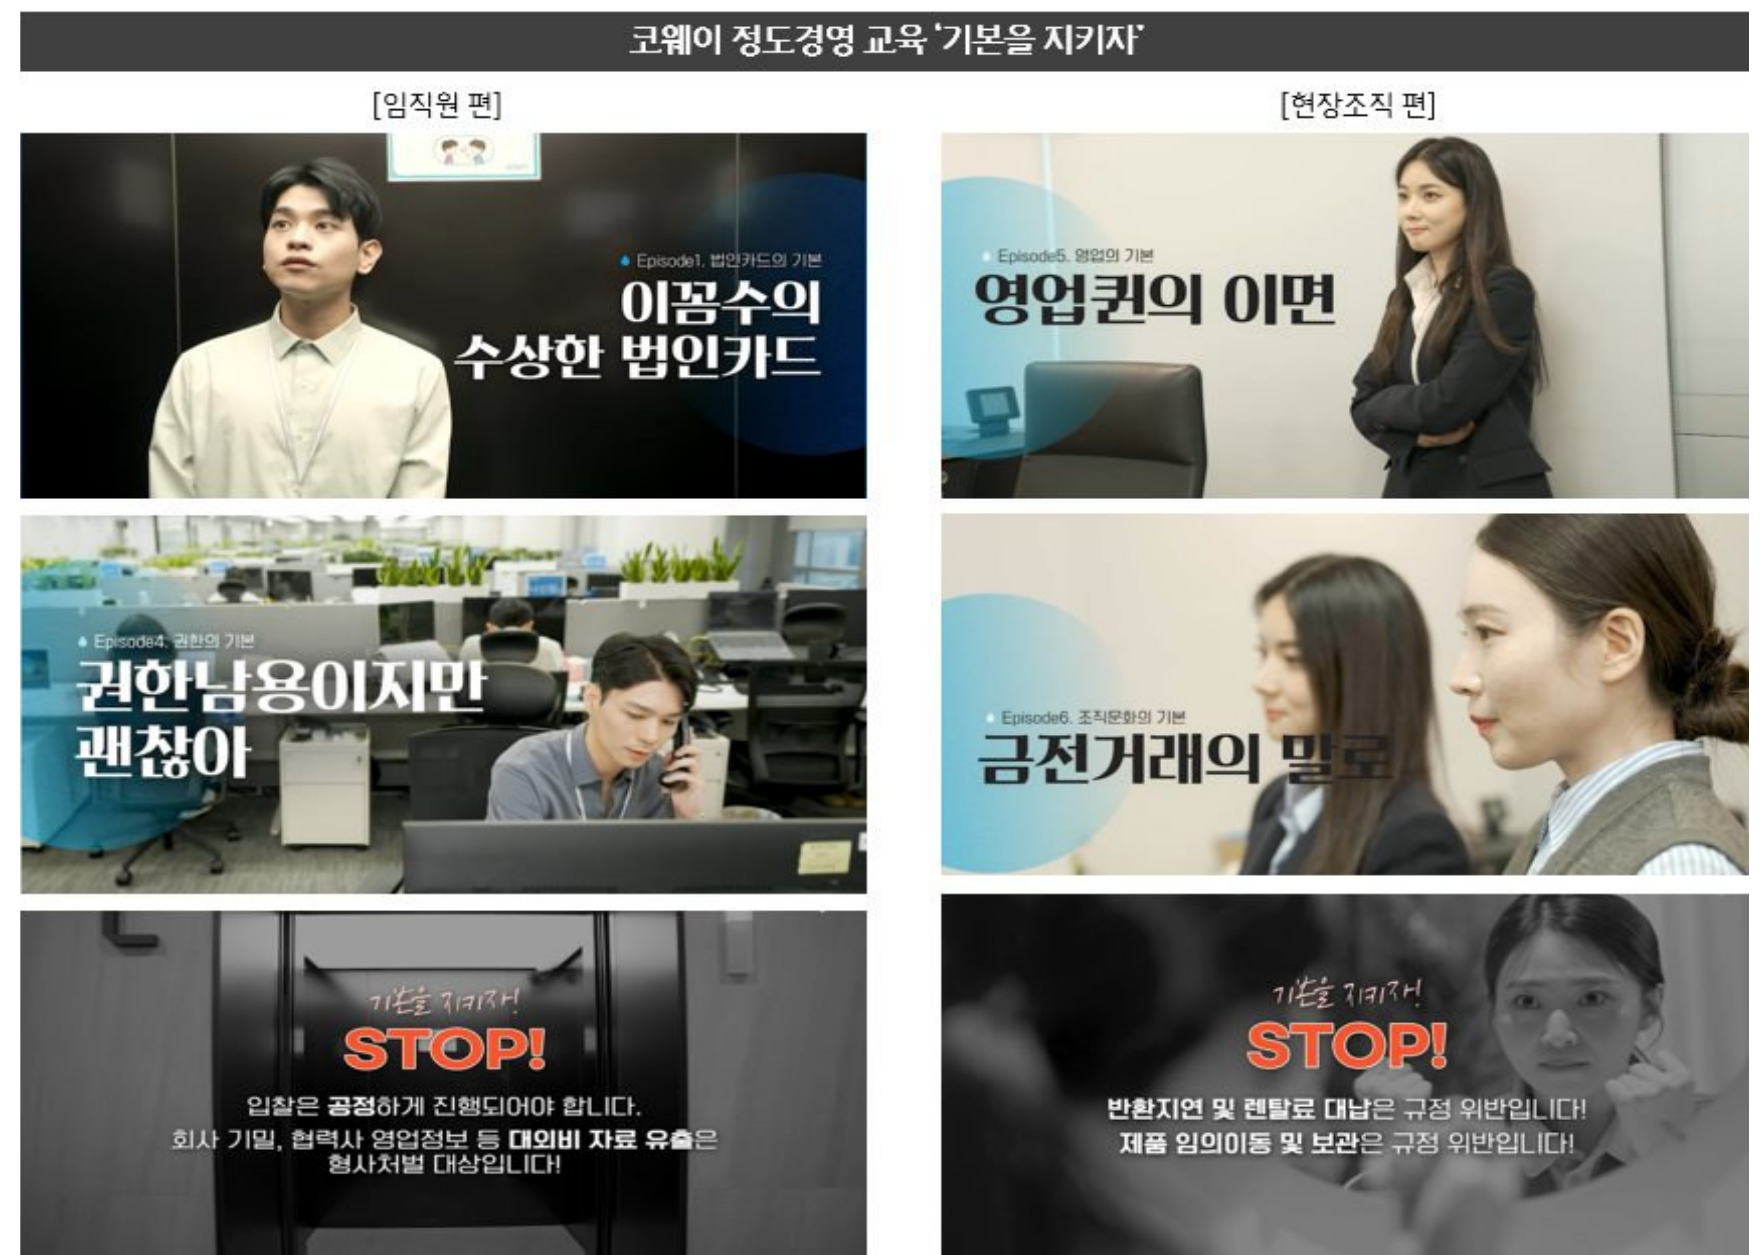 코웨이 정도경영 교육 '기본을 지키자'
[임직원 편]
Episode1. 법인카드의 기본
이꼼수의
수상한 법인카드
Episode4. 권한의 기본
권한남용이지만
괜찮아
기본을 지키자!
STOP!
입찰은 공정하게 진행되어야 합니다.
회사 기밀, 협력사 영업정보 등 대외비 자료 유출은
형사처벌 대상입니다!
[현장조직 편]
Episode5. 영업의 기본
영업퀸의 이면
Episode6. 조직문화의 기본
금전거래의 말로
기본을 지키자!
STOP!
반환지연 및 렌탈료 대납은 규정 위반입니다!
제품 임의이동 및 보관은 규정 위반입니다!